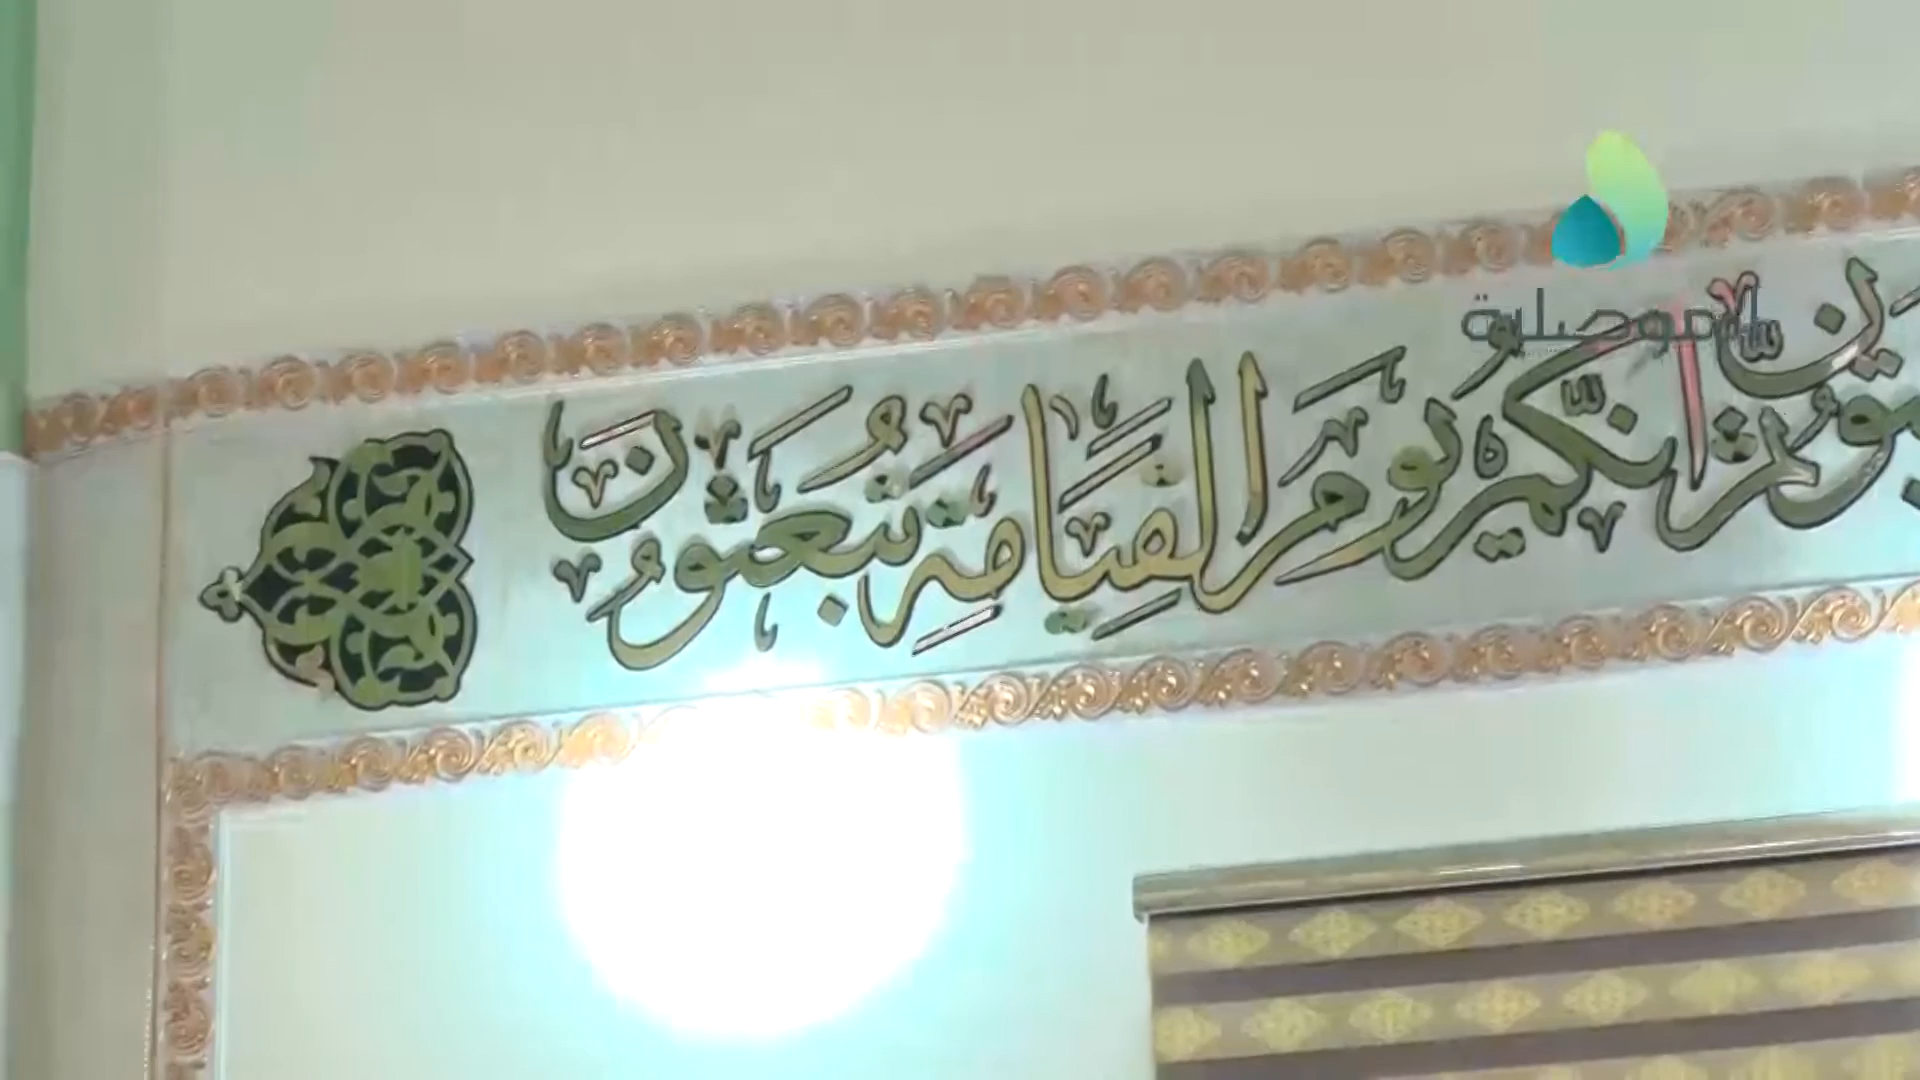 الموصلية
ثم إنكم يوم القيامة تبعثون